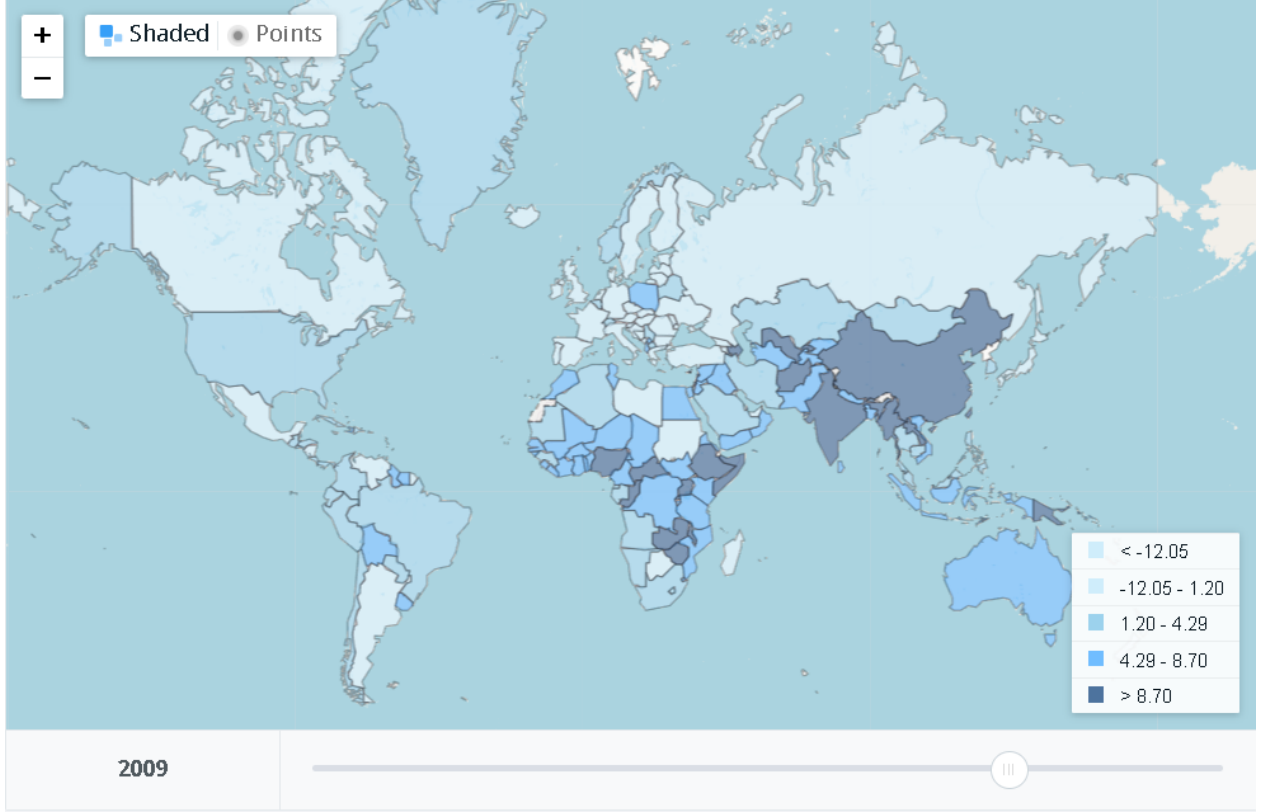 +
Shaded Points
−
< -12.05
-12.05 - 1.20
1.20 - 4.29
4.29 - 8.70
> 8.70
2009